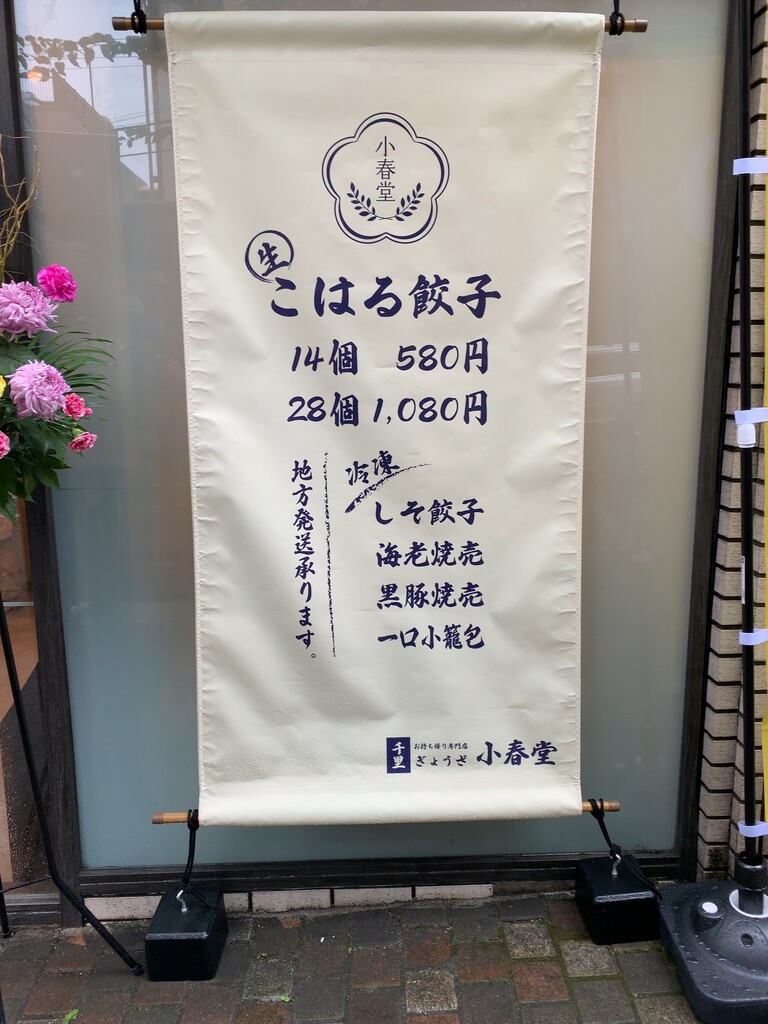 小春堂
生
こはる餃子
14個 580円
28個 1,080円
冷凍
しそ餃子
海老焼売
黒豚焼売
一口小籠包
地方発送承ります。
千里
お持ち帰り専門店
ぎょうざ 小春堂